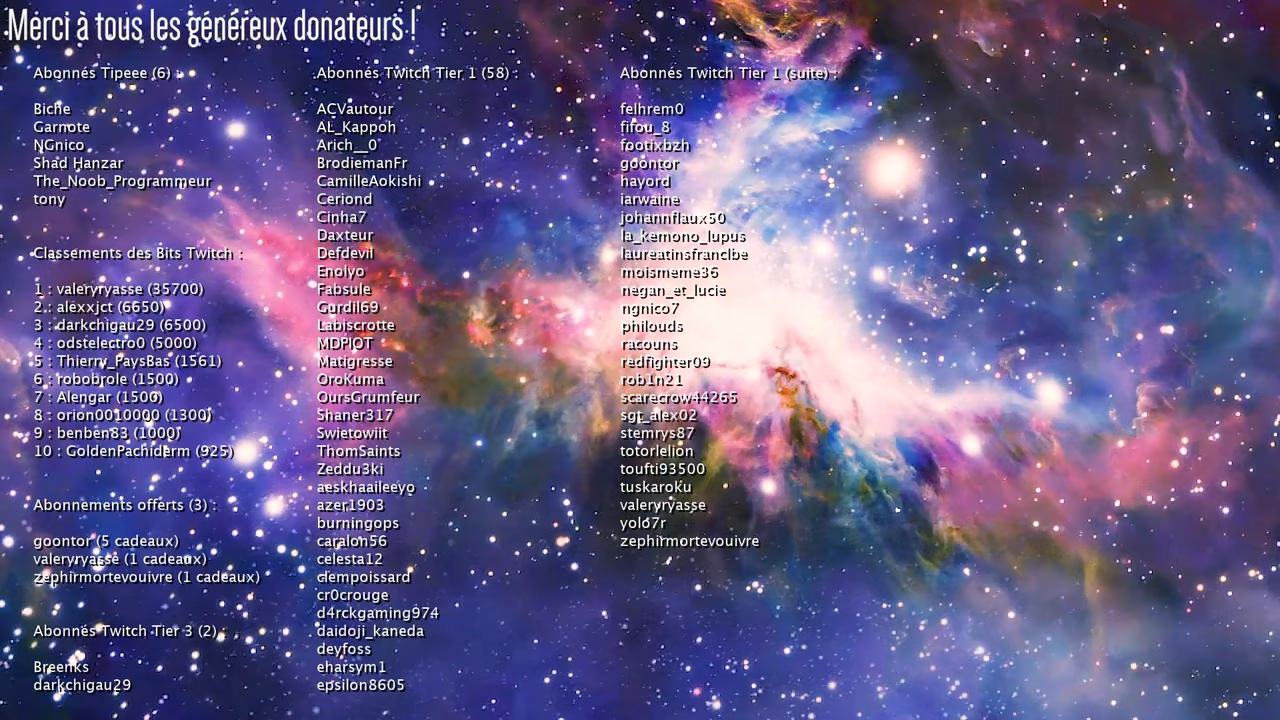 Merci à tous les généreux donateurs !
Abonnés Tipeee (6) :
Biche
Garnote
NGnico
Shad Hanzar
The_Noob_Programmeur
tony
Classements des Bits Twitch :
1 : valeryryasse (35700)
2 : alexxjct (6650)
3 : darkchigau29 (6500)
4 : odstelectro0 (5000)
5 : Thierry_PaysBas (1561)
6 : robobrole (1500)
7 : Alengar (1500)
8 : orion0010000 (1300)
9 : benben83 (1000)
10 : GoldenPachiderm (925)
Abonnements offerts (3) :
goontor (5 cadeaux)
valeryryasse (1 cadeaux)
zephirmortevouivre (1 cadeaux)
Abonnés Twitch Tier 3 (2) :
Breenks
darkchigau29
Abonnés Twitch Tier 1 (58) :
ACVautour
AL_Kappoh
Arich__0
BrodiemanFr
CamilleAokishi
Ceriond
Cinha7
Daxteur
Defdevil
Enolyo
Fabsule
Gurdil69
Labiscrotte
MDPIOT
Matigresse
OroKuma
OursGrumfeur
Shaner317
Swietowiit
ThomSaints
Zeddu3ki
aeskhaaileeyo
azer1903
burningops
caralon56
celesta12
clempoissard
cr0crouge
d4rckgaming974
daidoji_kaneda
deyfoss
eharsym1
epsilon8605
Abonnés Twitch Tier 1 (suite) :
felhrem0
fifou_8
footixbzh
goontor
hayord
iarwaine
johannflaux50
la_kemono_lupus
laureatinsfranclbe
moismeme36
negan_et_lucie
ngnico7
philouds
racouns
redfighter09
rob1n21
scarecrow44265
sgt_alex02
stemrys87
totorlelion
toufti93500
tuskaroku
valeryryasse
yolo7r
zephirmortevouivre